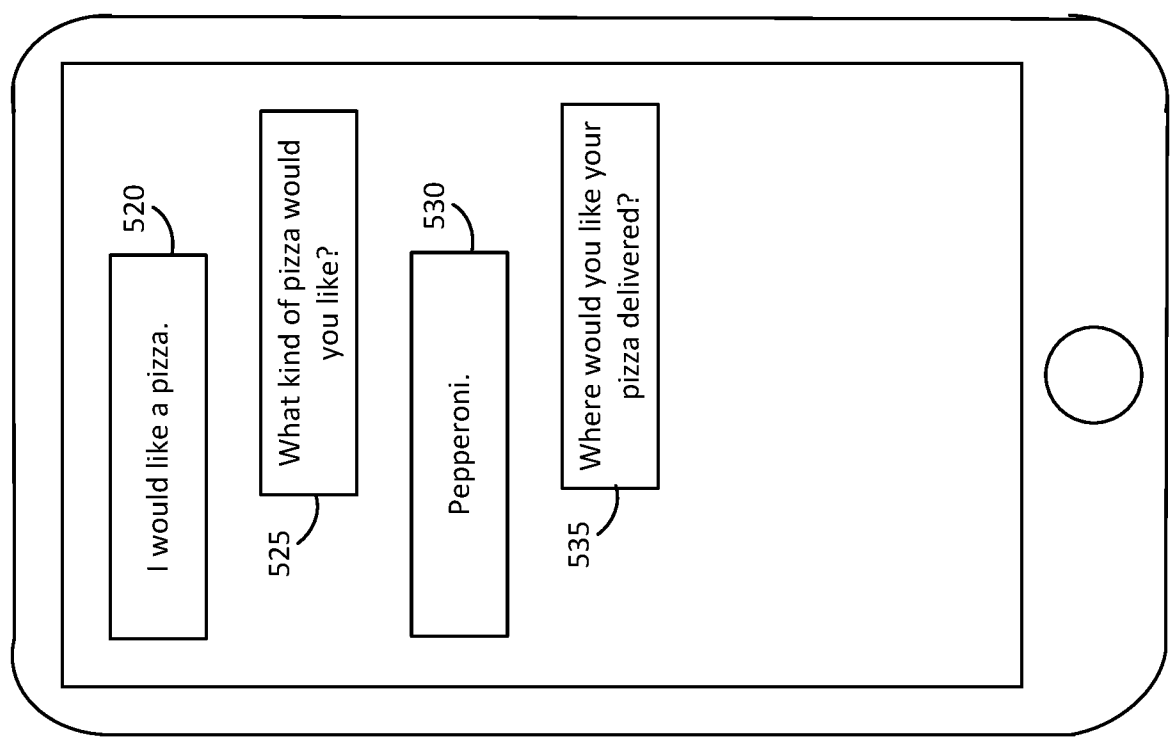 520
I would like a pizza.
What kind of pizza would
you like?
525
530
Pepperoni.
Where would you like your
pizza delivered?
535